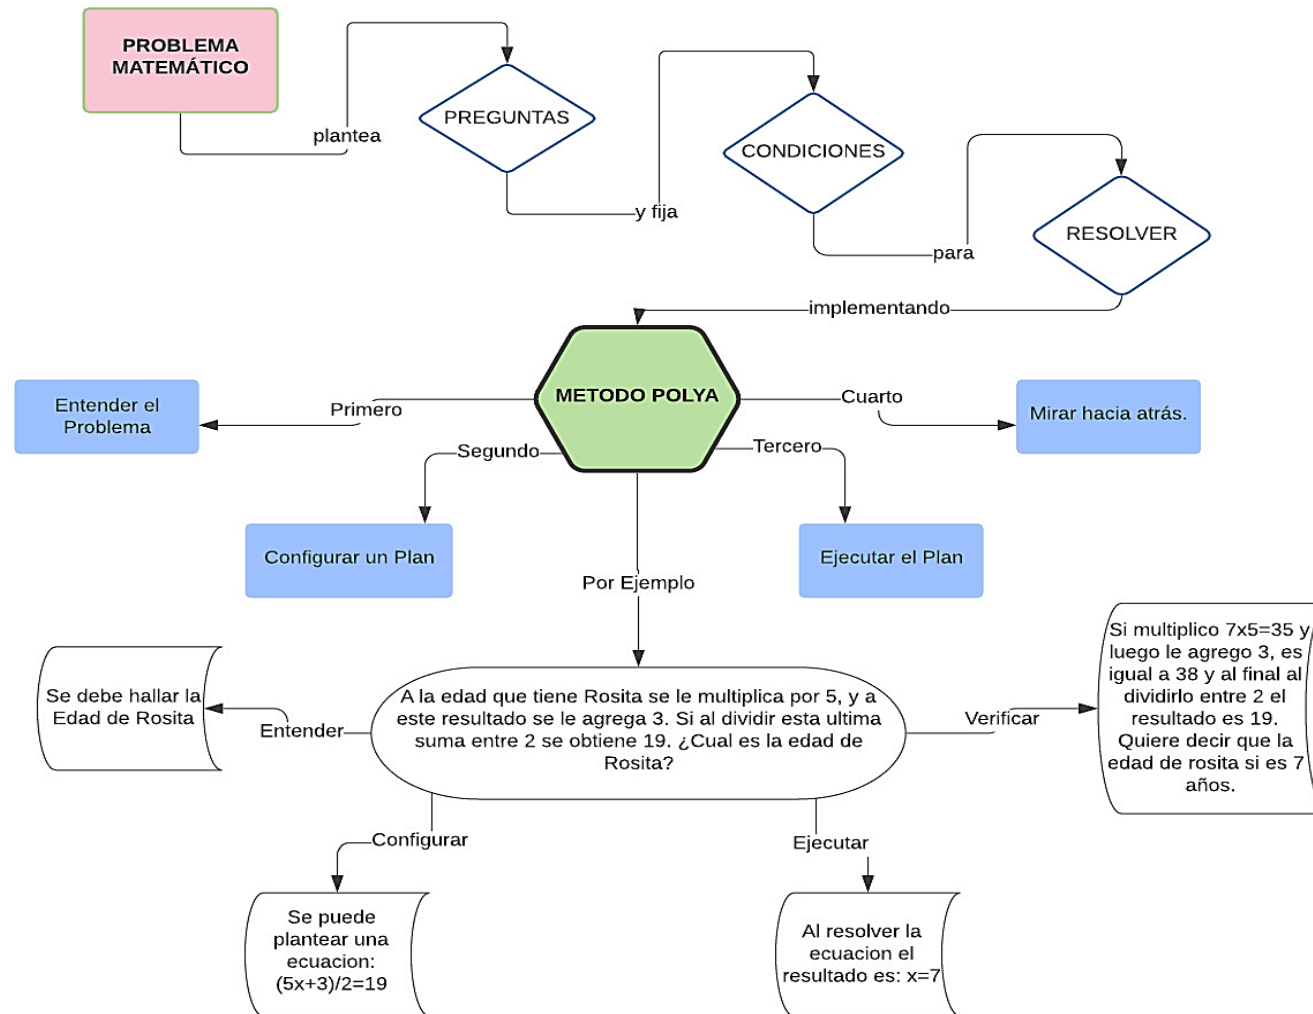 PROBLEMA
MATEMÁTICO
plantea
PREGUNTAS
y fija
CONDICIONES
para
RESOLVER
implementando
METODO POLYA
Primero
Entender el
Problema
Segundo
Configurar un Plan
Tercero
Ejecutar el Plan
Cuarto
Mirar hacia atrás.
Por Ejemplo
A la edad que tiene Rosita se le multiplica por 5, y a
este resultado se le agrega 3. Si al dividir esta ultima
suma entre 2 se obtiene 19. ¿Cual es la edad de
Rosita?
Entender
Se debe hallar la
Edad de Rosita
Configurar
Se puede
plantear una
ecuacion:
(5x+3)/2=19
Ejecutar
Al resolver la
ecuacion el
resultado es: x=7
Verificar
Si multiplico 7x5=35 y
luego le agrego 3, es
igual a 38 y al final al
dividirlo entre 2 el
resultado es 19.
Quiere decir que la
edad de rosita si es 7
años.